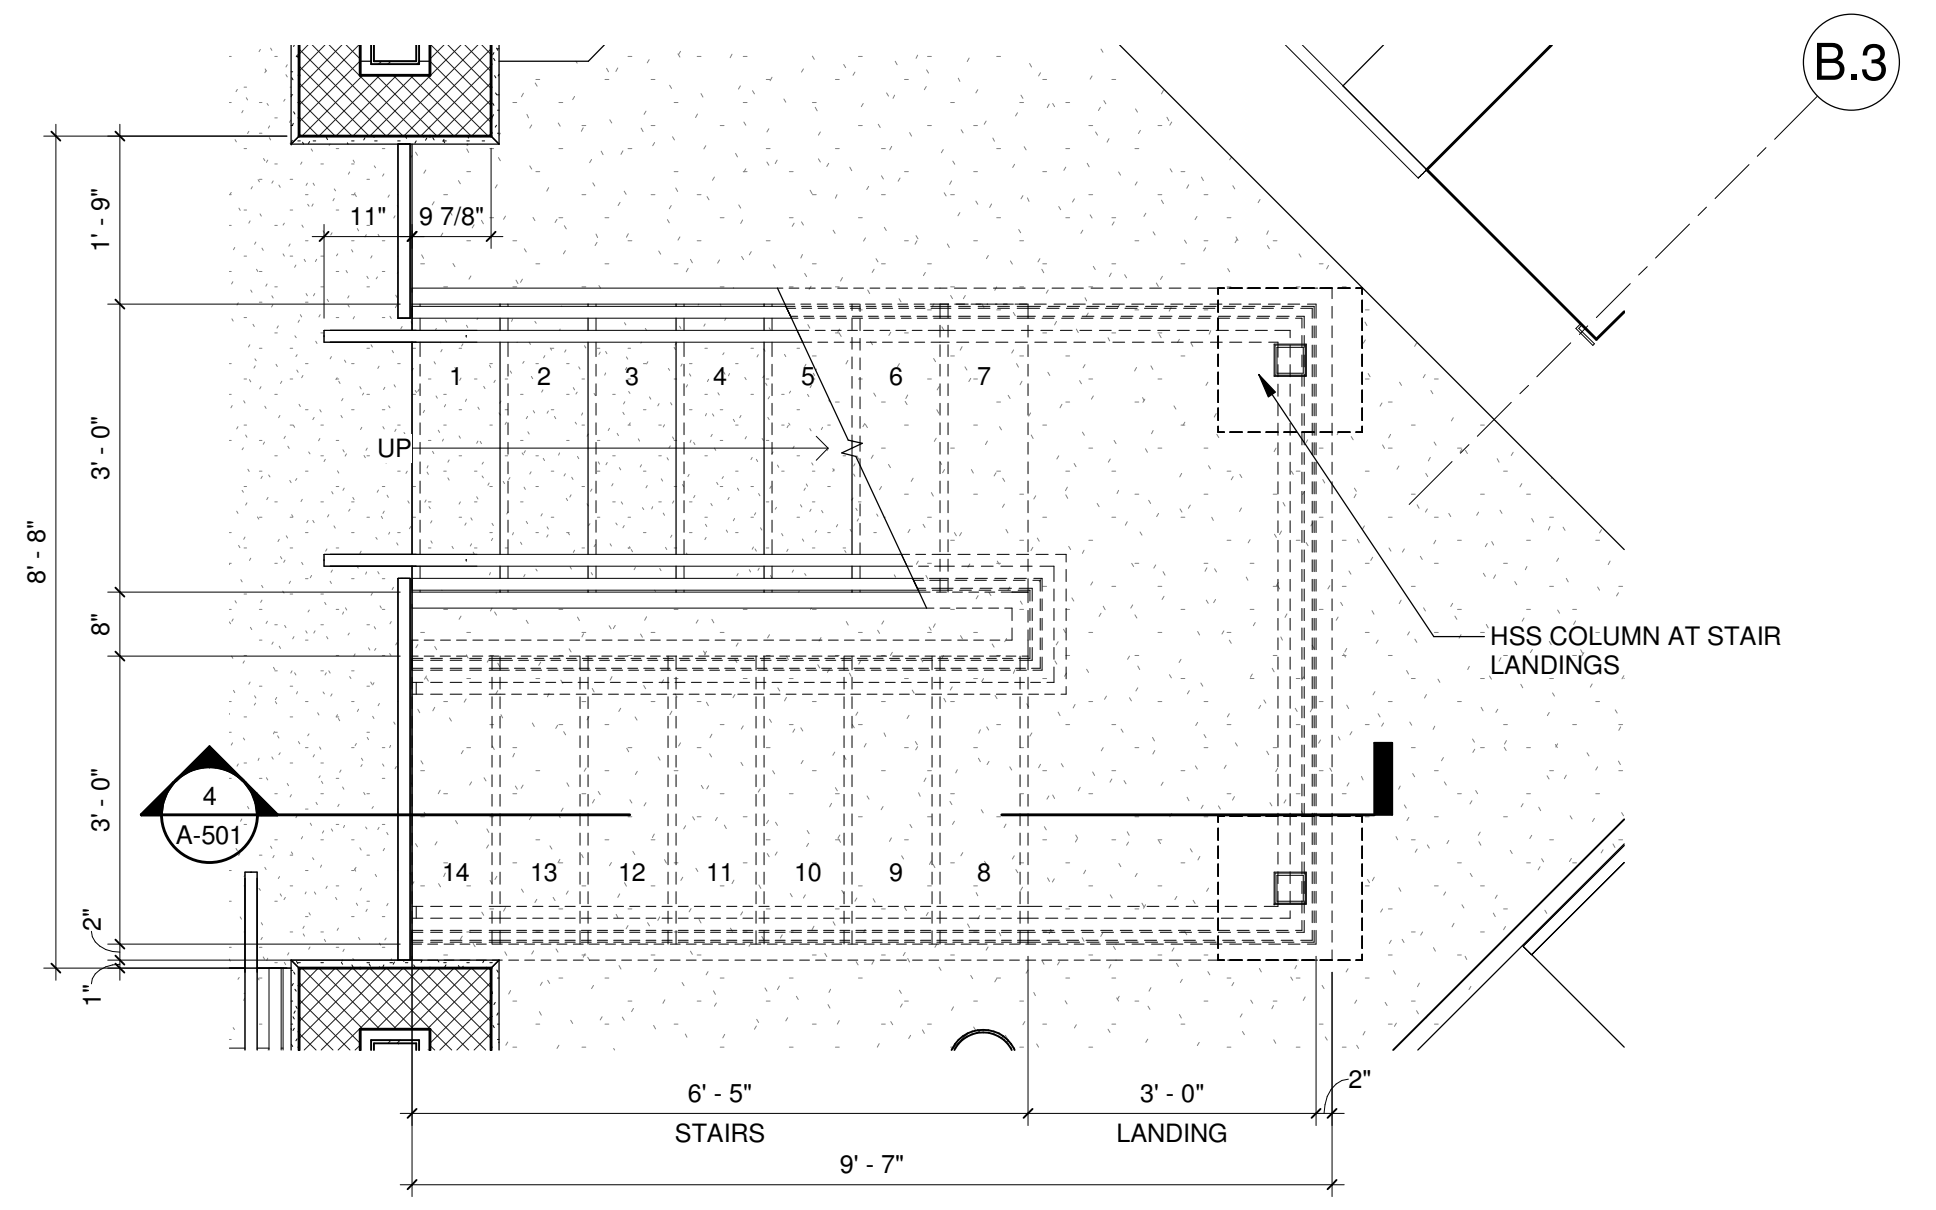 B.3
1' - 9"
11"
9 7/8"
1
2
3
4
5
6
7
UP
3' - 0"
8' - 8"
8"
HSS COLUMN AT STAIR
LANDINGS
3' - 0"
4
A-501
14
13
12
11
10
9
8
2"
1"
6' - 5"
3' - 0"
2"
STAIRS
LANDING
9' - 7"